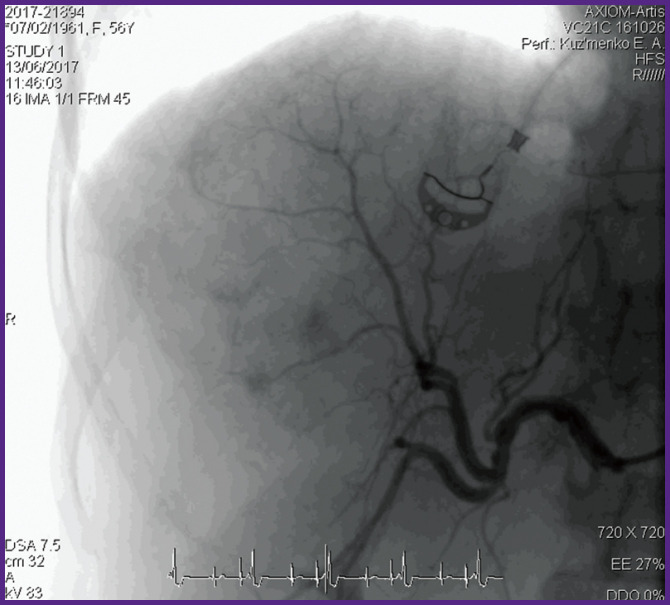 2017-21894
*07/02/1961, F, 56Y
STUDY 1
13/06/2017
11:46:03
16 IMA 1/1 FRM 45
AXIOM-Artis
VC21C 161026
Perf.: Kuz'menko E. A.
HFS
R//////
R
DSA 7.5
cm 32
A
kV 83
720 X 720
EE 27%
DDO 0%